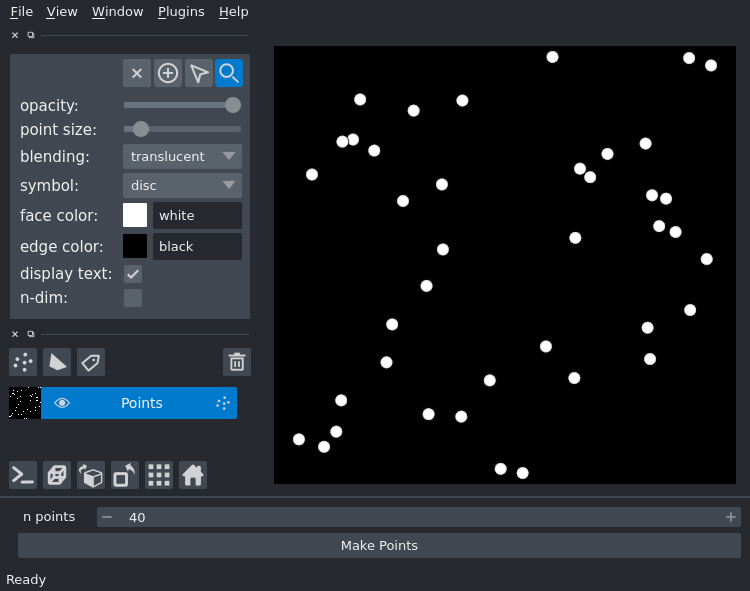 File View Window Plugins Help
opacity:
point size:
blending: translucent
symbol: disc
face color: white
edge color: black
display text:
n-dim:
Points
n points 40
Make Points
Ready